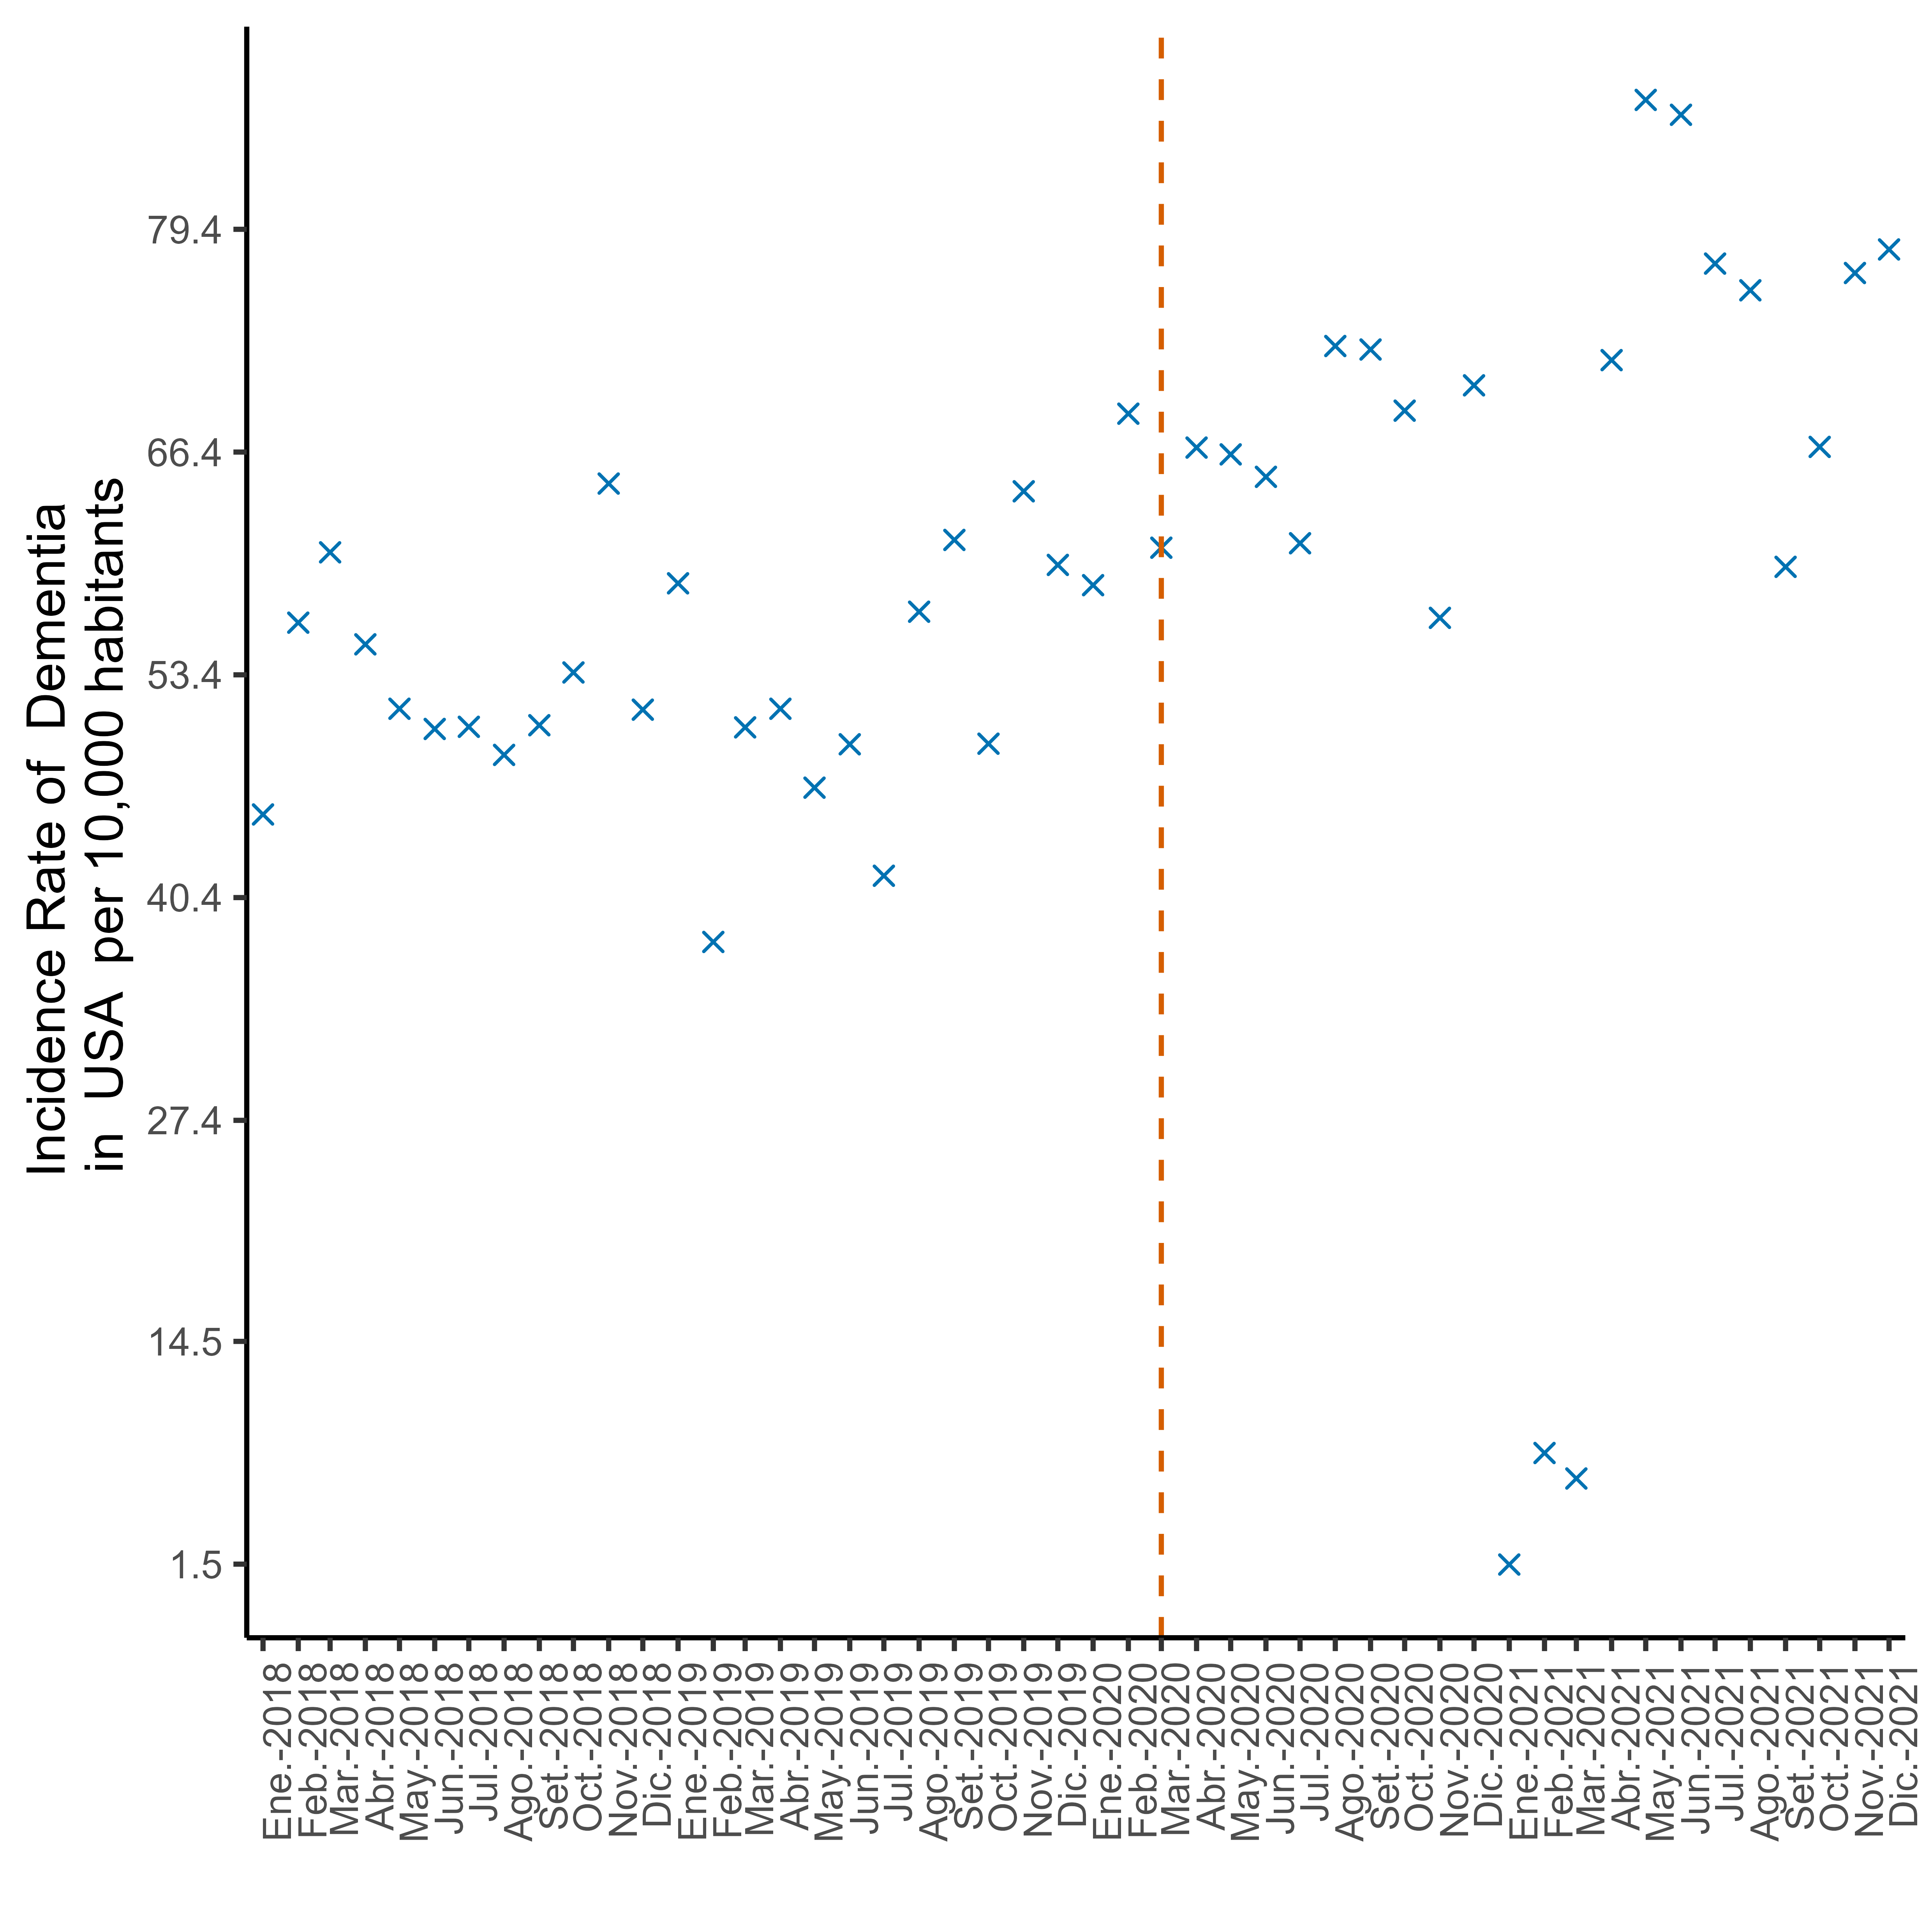 Incidence Rate of  Dementia
in  USA  per 10,000 habitants
79.4
66.4
53.4
40.4
27.4
14.5
1.5
Ene.-2018
Feb.-2018
Mar.-2018
Abr.-2018
May.-2018
Jun.-2018
Jul.-2018
Ago.-2018
Set.-2018
Oct.-2018
Nov.-2018
Dic.-2018
Ene.-2019
Feb.-2019
Mar.-2019
Abr.-2019
May.-2019
Jun.-2019
Jul.-2019
Ago.-2019
Set.-2019
Oct.-2019
Nov.-2019
Dic.-2019
Ene.-2020
Feb.-2020
Mar.-2020
Abr.-2020
May.-2020
Jun.-2020
Jul.-2020
Ago.-2020
Set.-2020
Oct.-2020
Nov.-2020
Dic.-2020
Ene.-2021
Feb.-2021
Mar.-2021
Abr.-2021
May.-2021
Jun.-2021
Jul.-2021
Ago.-2021
Set.-2021
Oct.-2021
Nov.-2021
Dic.-2021